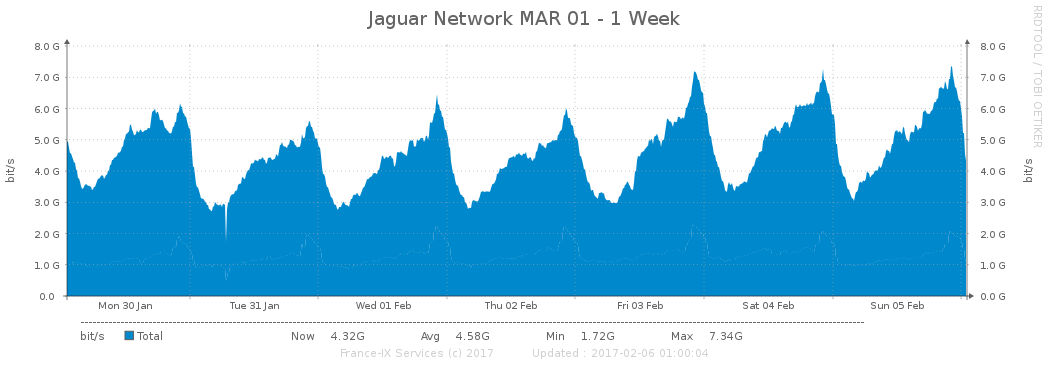 Jaguar Network MAR 01 - 1 Week
RRDTOOL / TOBI OETIKER
8.0 G 8.0 G
7.0 G 7.0 G
6.0 G 6.0 G
5.0 G 5.0 G
4.0 G 4.0 G
3.0 G 3.0 G
2.0 G 2.0 G
1.0 G 1.0 G
0.0 0.0 G
bit/s
bit/s
Mon 30 Jan Tue 31 Jan Wed 01 Feb Thu 02 Feb Fri 03 Feb Sat 04 Feb Sun 05 Feb
bit/s Total Now 4.32G Avg 4.58G Min 1.72G Max 7.34G
France-IX Services (c) 2017 Updated : 2017-02-06 01:00:04